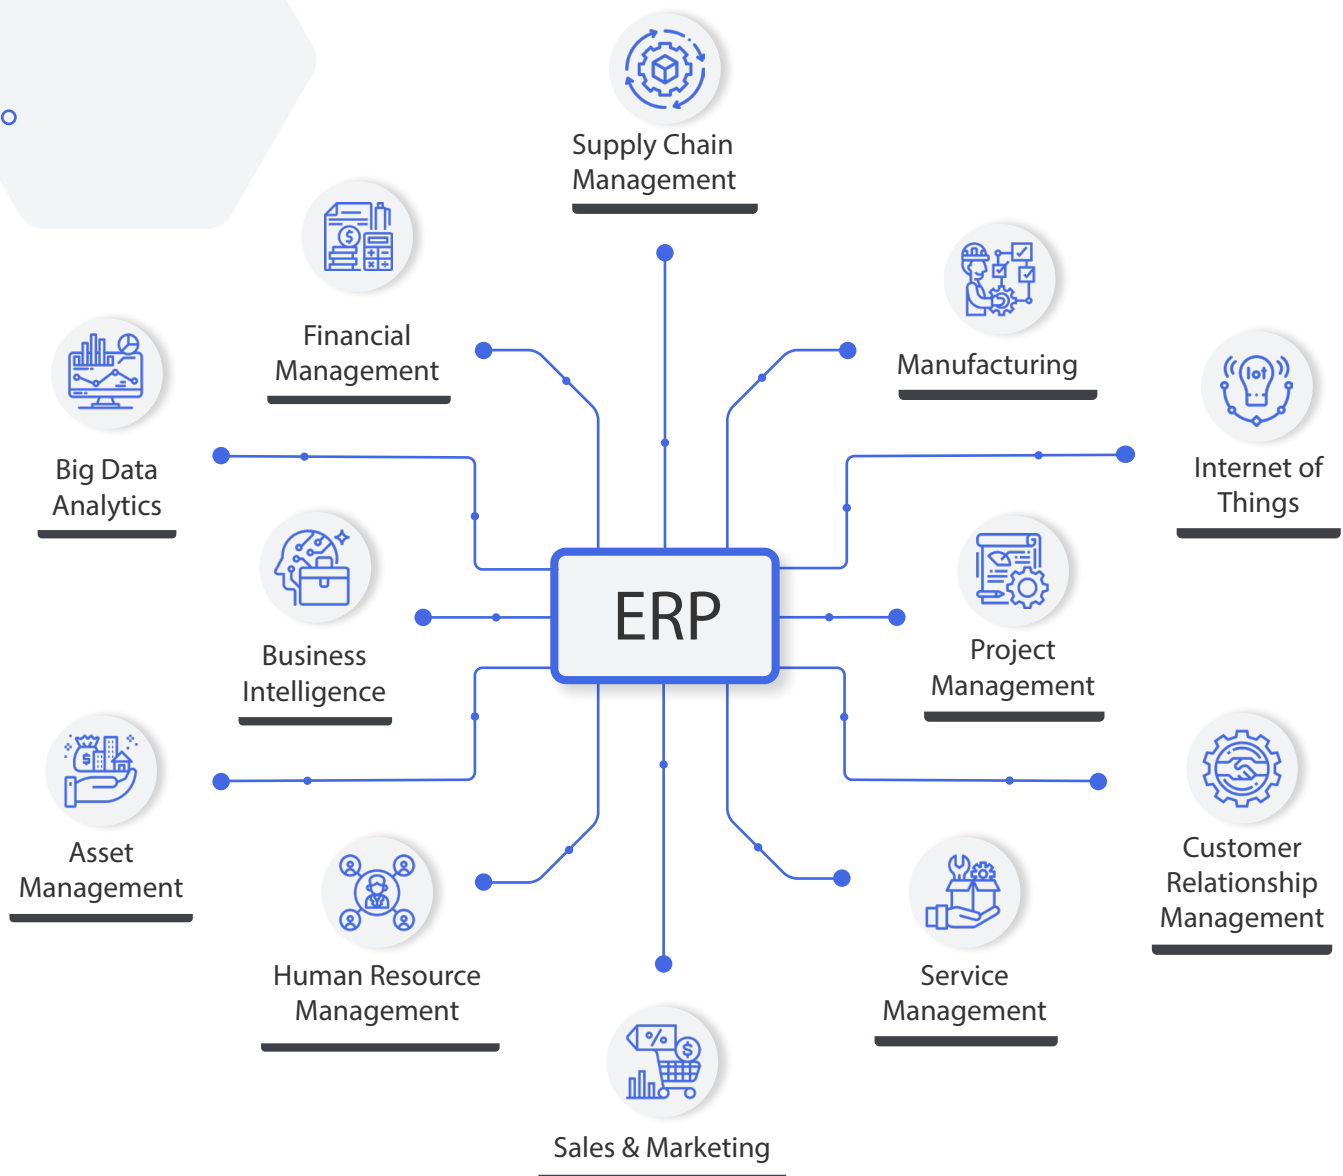 Supply Chain
Management
Financial
Management
Manufacturing
Big Data
Analytics
Iot
Internet of
Things
ERP
Business
Intelligence
Project
Management
Asset
Management
Customer
Relationship
Management
Human Resource
Management
Service
Management
Sales & Marketing